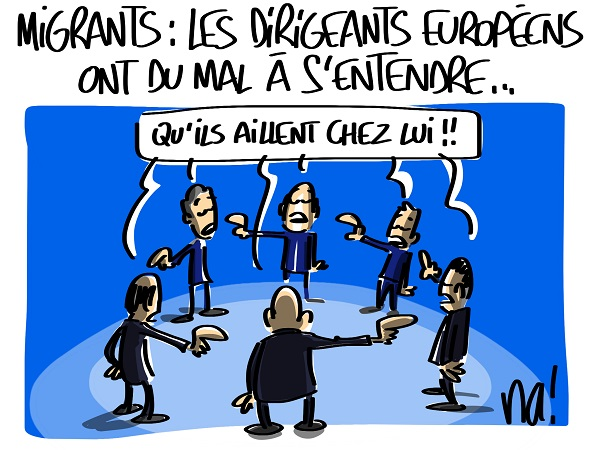 MIGRANTS : LES DIRIGEANTS EUROPÉENS
ONT DU MAL À S'ENTENDRE...
QU'ILS AILLENT CHEZ LUI !!
na!